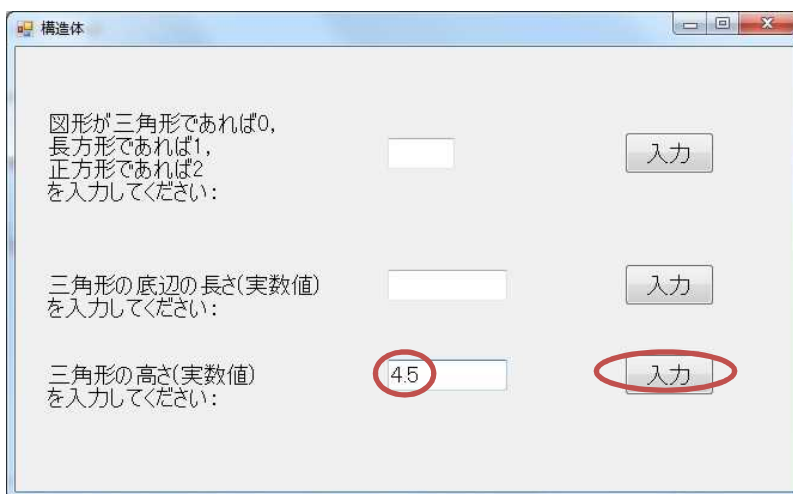 構造体
図形が三角形であれば0,
長方形であれば1,
正方形であれば2
を入力してください:
入力
三角形の底辺の長さ(実数値)
を入力してください:
入力
三角形の高さ(実数値)
を入力してください:
4.5
入力